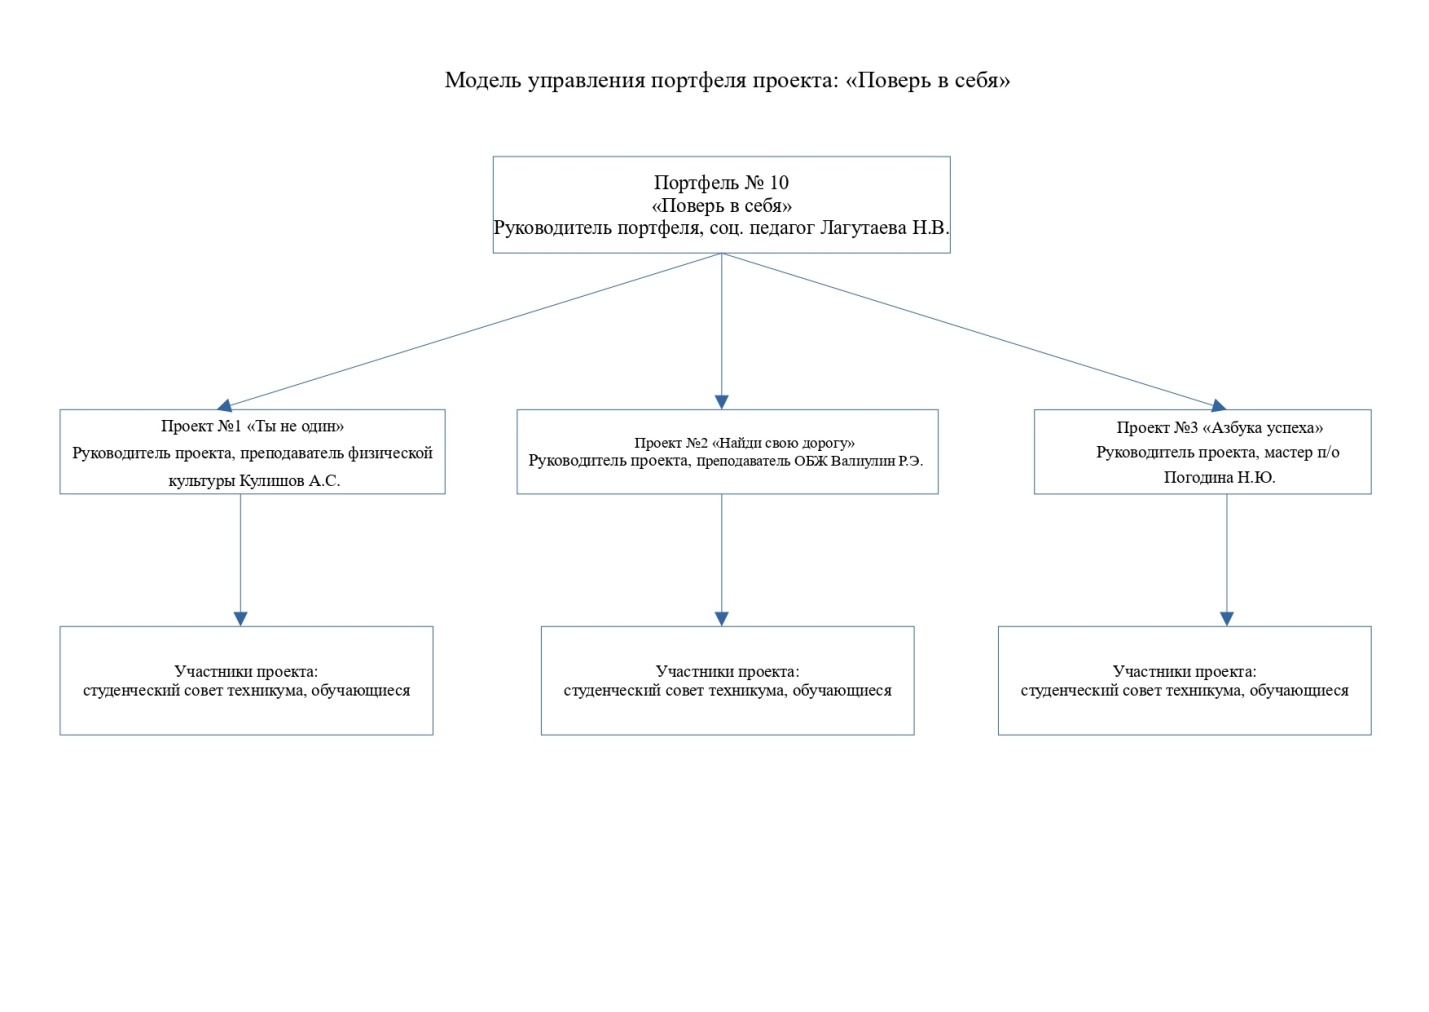 Модель управления портфеля проекта: «Поверь в себя»
Портфель № 10
«Поверь в себя»
Руководитель портфеля, соц. педагог Лагутаева Н.В.
Проект №1 «Ты не один»
Руководитель проекта, преподаватель физической
культуры Кулишов А.С.
Проект №2 «Найди свою дорогу»
Руководитель проекта, преподаватель ОБЖ Валиулин Р.Э.
Проект №3 «Азбука успеха»
Руководитель проекта, мастер п/о
Погодина Н.Ю.
Участники проекта:
студенческий совет техникума, обучающиеся
Участники проекта:
студенческий совет техникума, обучающиеся
Участники проекта:
студенческий совет техникума, обучающиеся